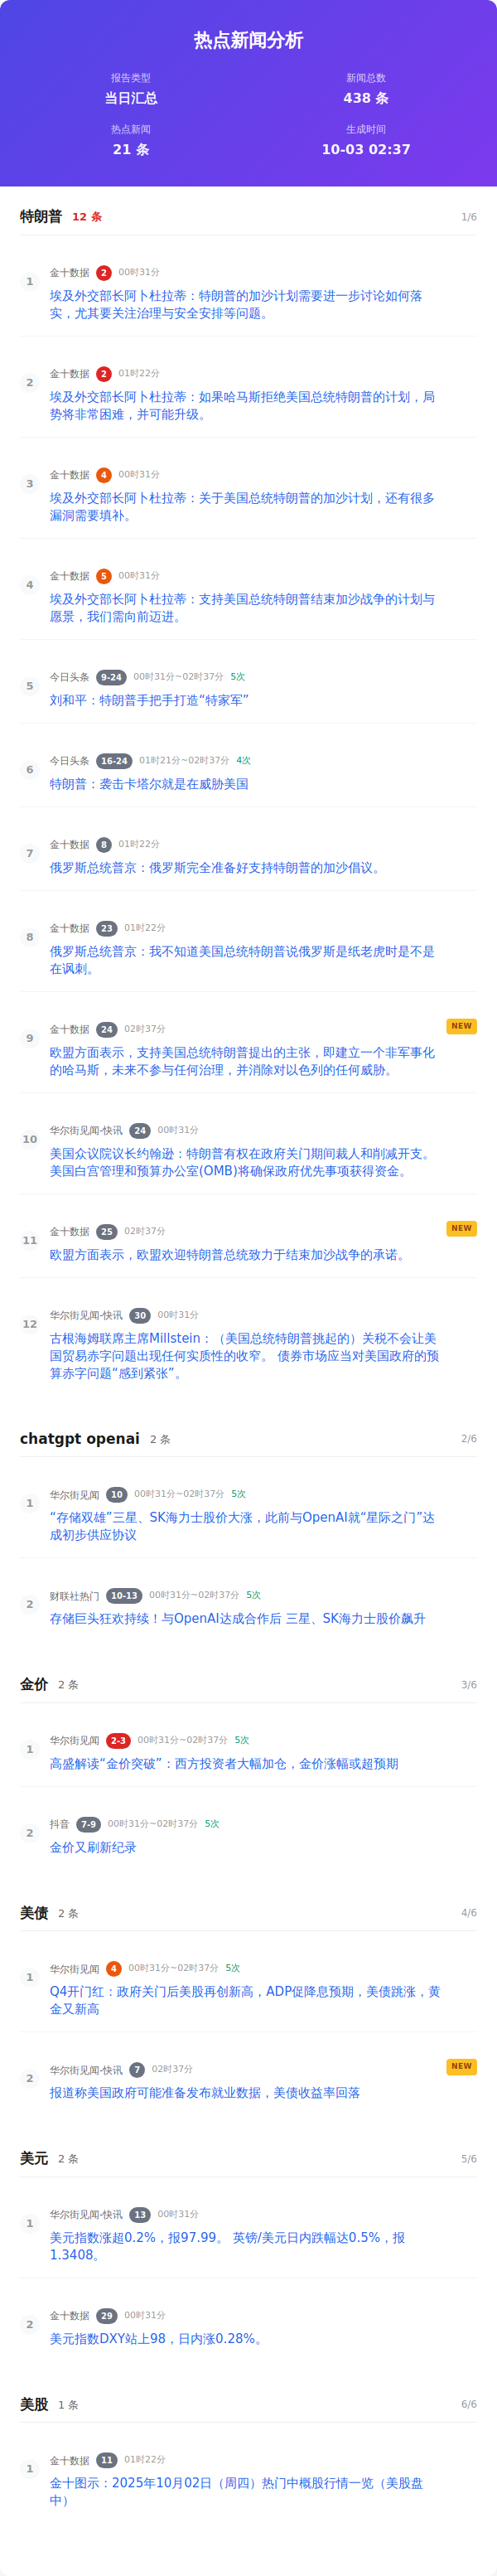 热点新闻分析
报告类型
当日汇总
新闻总数
438 条
热点新闻
21 条
生成时间
10-03 02:37
特朗普 12 条 1/6
1 金十数据 2 00时31分
埃及外交部长阿卜杜拉蒂：特朗普的加沙计划需要进一步讨论如何落
实，尤其要关注治理与安全安排等问题。
2 金十数据 2 01时22分
埃及外交部长阿卜杜拉蒂：如果哈马斯拒绝美国总统特朗普的计划，局
势将非常困难，并可能升级。
3 金十数据 4 00时31分
埃及外交部长阿卜杜拉蒂：关于美国总统特朗普的加沙计划，还有很多
漏洞需要填补。
4 金十数据 5 00时31分
埃及外交部长阿卜杜拉蒂：支持美国总统特朗普结束加沙战争的计划与
愿景，我们需向前迈进。
5 今日头条 9-24 00时31分~02时37分 5次
刘和平：特朗普手把手打造“特家军”
6 今日头条 16-24 01时21分~02时37分 4次
特朗普：袭击卡塔尔就是在威胁美国
7 金十数据 8 01时22分
俄罗斯总统普京：俄罗斯完全准备好支持特朗普的加沙倡议。
8 金十数据 23 01时22分
俄罗斯总统普京：我不知道美国总统特朗普说俄罗斯是纸老虎时是不是
在讽刺。
9 金十数据 24 02时37分 NEW
欧盟方面表示，支持美国总统特朗普提出的主张，即建立一个非军事化
的哈马斯，未来不参与任何治理，并消除对以色列的任何威胁。
10 华尔街见闻-快讯 24 00时31分
美国众议院议长约翰逊：特朗普有权在政府关门期间裁人和削减开支。
美国白宫管理和预算办公室(OMB)将确保政府优先事项获得资金。
11 金十数据 25 02时37分 NEW
欧盟方面表示，欧盟欢迎特朗普总统致力于结束加沙战争的承诺。
12 华尔街见闻-快讯 30 00时31分
古根海姆联席主席Millstein：（美国总统特朗普挑起的）关税不会让美
国贸易赤字问题出现任何实质性的收窄。 债券市场应当对美国政府的预
算赤字问题“感到紧张”。
chatgpt openai 2 条 2/6
1 华尔街见闻 10 00时31分~02时37分 5次
“存储双雄”三星、SK海力士股价大涨，此前与OpenAI就“星际之门”达
成初步供应协议
2 财联社热门 10-13 00时31分~02时37分 5次
存储巨头狂欢持续！与OpenAI达成合作后 三星、SK海力士股价飙升
金价 2 条 3/6
1 华尔街见闻 2-3 00时31分~02时37分 5次
高盛解读“金价突破”：西方投资者大幅加仓，金价涨幅或超预期
2 抖音 7-9 00时31分~02时37分 5次
金价又刷新纪录
美债 2 条 4/6
1 华尔街见闻 4 00时31分~02时37分 5次
Q4开门红：政府关门后美股再创新高，ADP促降息预期，美债跳涨，黄
金又新高
2 华尔街见闻-快讯 7 02时37分 NEW
报道称美国政府可能准备发布就业数据，美债收益率回落
美元 2 条 5/6
1 华尔街见闻-快讯 13 00时31分
美元指数涨超0.2%，报97.99。 英镑/美元日内跌幅达0.5%，报
1.3408。
2 金十数据 29 00时31分
美元指数DXY站上98，日内涨0.28%。
美股 1 条 6/6
1 金十数据 11 01时22分
金十图示：2025年10月02日（周四）热门中概股行情一览（美股盘
中）